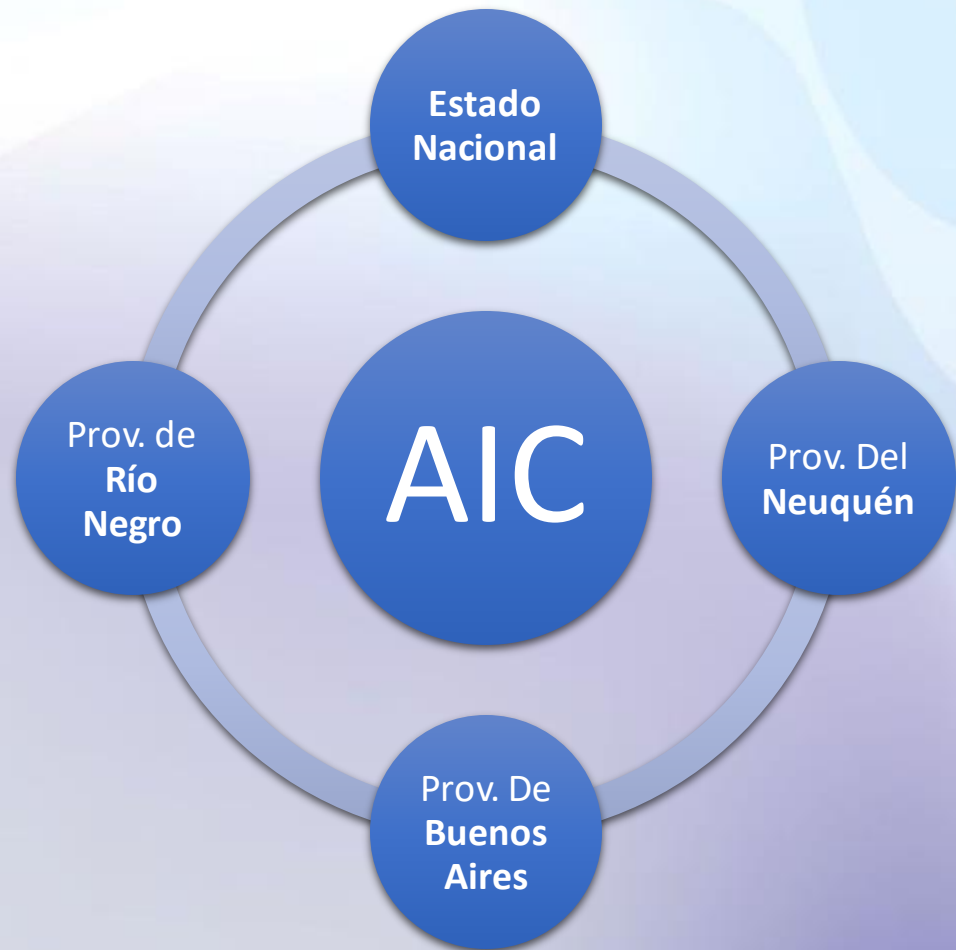 Estado
Nacional
Prov. de
Río
Negro
AIC
Prov. Del
Neuquén
Prov. De
Buenos
Aires